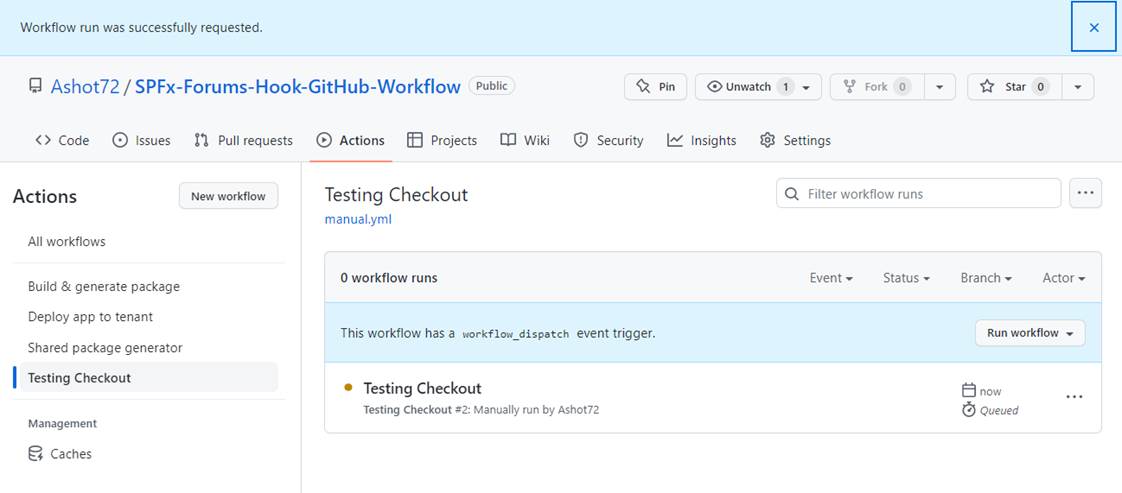 Workflow run was successfully requested.
Ashot72 / SPFx-Forums-Hook-GitHub-Workflow Public
Pin Unwatch 1 Fork 0 Star 0
Code Issues Pull requests Actions Projects Wiki Security Insights Settings
Actions New workflow
All workflows
Build & generate package
Deploy app to tenant
Shared package generator
Testing Checkout
Management
Caches
Testing Checkout
manual.yml
Filter workflow runs
0 workflow runs Event Status Branch Actor
This workflow has a workflow_dispatch event trigger. Run workflow
Testing Checkout
Testing Checkout #2: Manually run by Ashot72
now
Queued